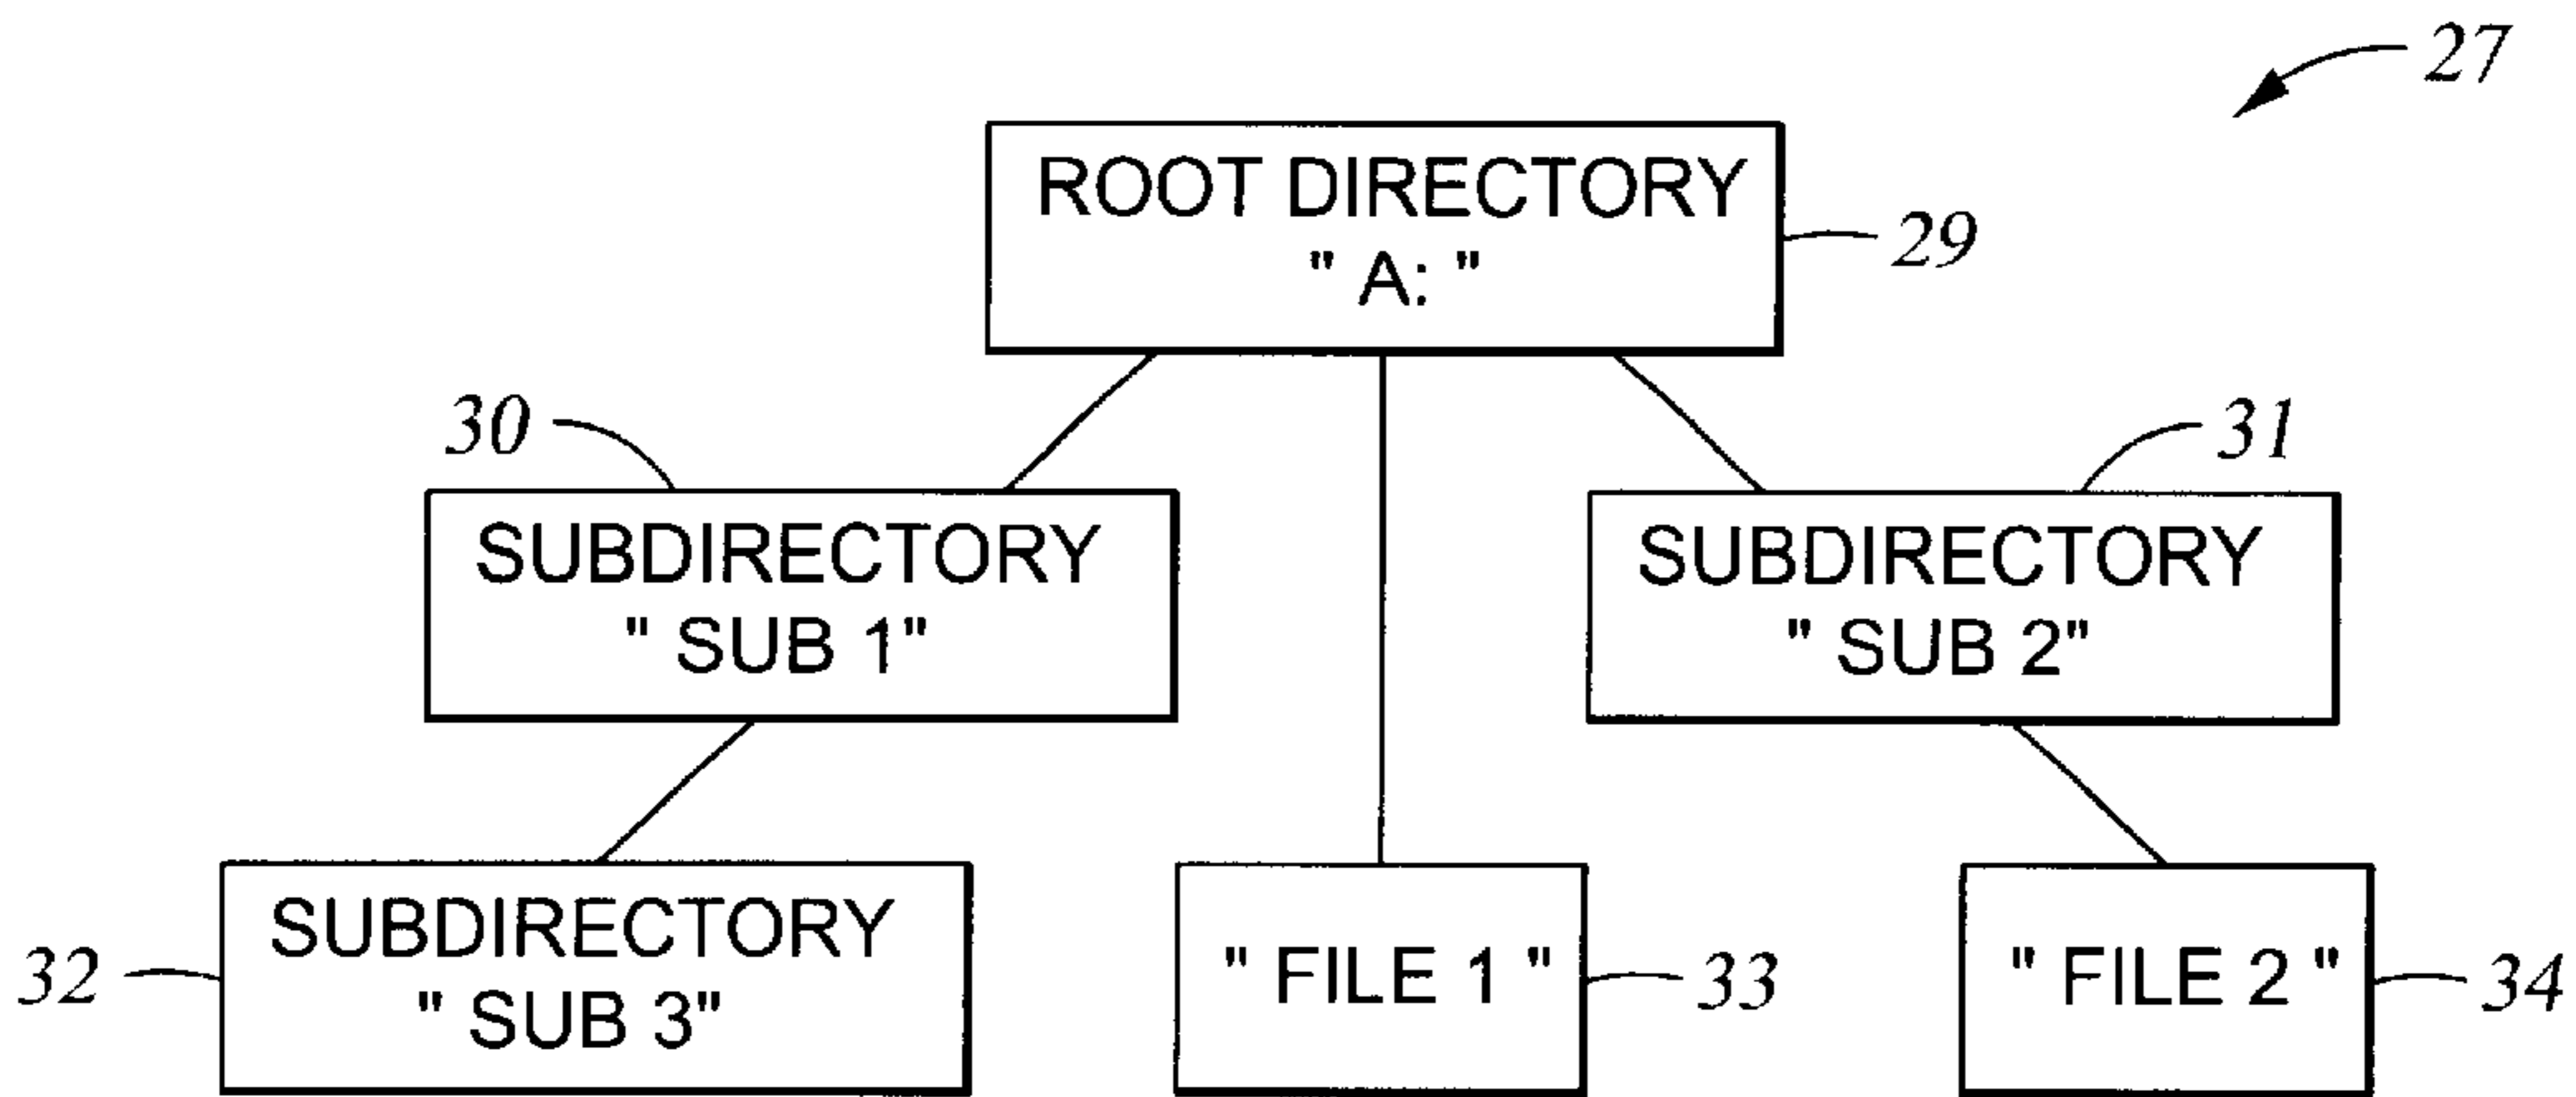 27
ROOT DIRECTORY
" A: "
29
30
31
SUBDIRECTORY
" SUB 1"
SUBDIRECTORY
" SUB 2"
32
SUBDIRECTORY
" SUB 3"
" FILE 1 "
33
" FILE 2 "
34